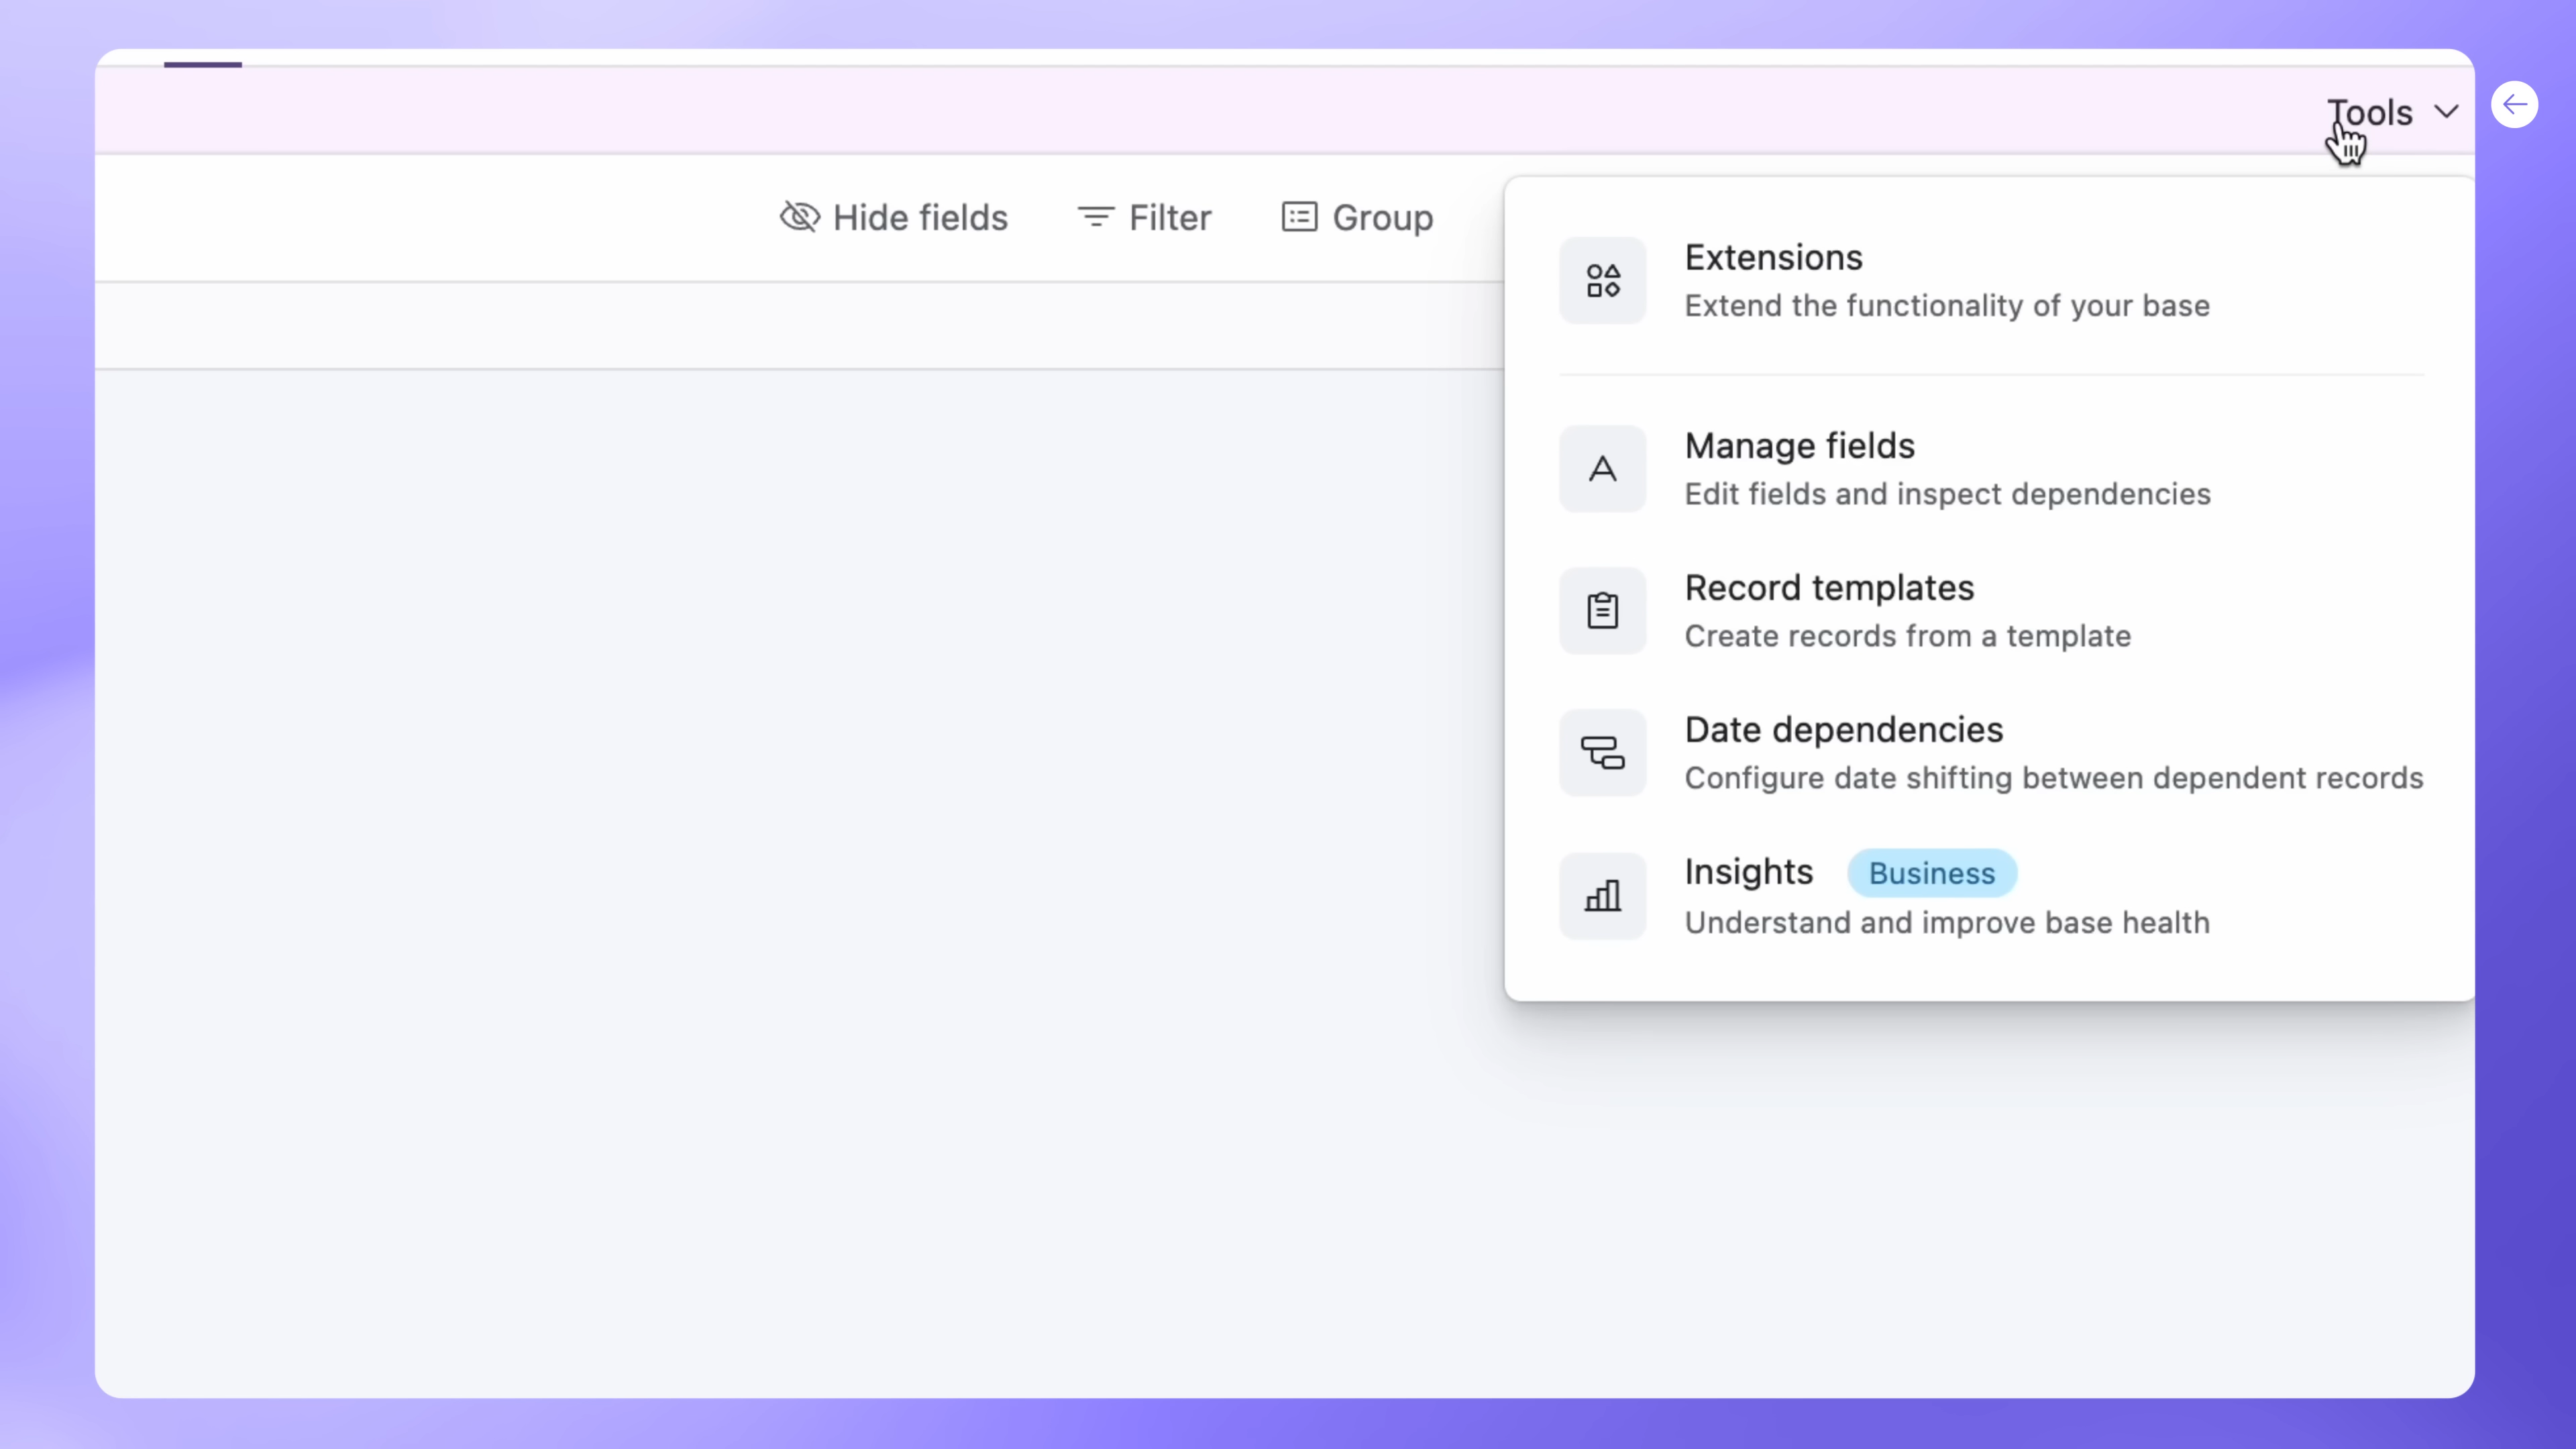 Tools
Hide fields
Filter
Group
Extensions
Extend the functionality of your base
Manage fields
Edit fields and inspect dependencies
Record templates
Create records from a template
Date dependencies
Configure date shifting between dependent records
Insights Business
Understand and improve base health